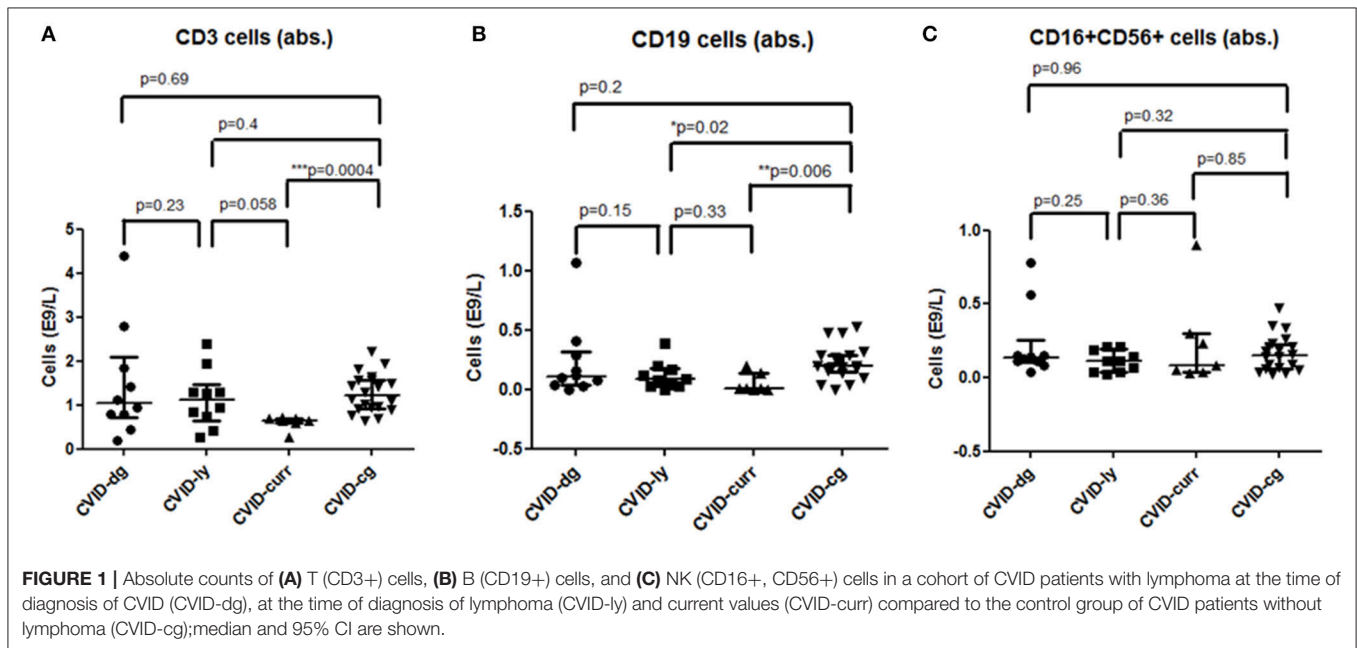 A
CD3 cells (abs.)
p=0.69
p=0.4
***p=0.0004
p=0.23
p=0.058
Cells (E9/L)
5
4
3
2
1
0
CVID-dg
CVID-ly
CVID-curr
CVID-cg
B
CD19 cells (abs.)
p=0.2
*p=0.02
**p=0.006
p=0.15
p=0.33
Cells (E9/L)
1.5
1.0
0.5
0.0
-0.5
CVID-dg
CVID-ly
CVID-curr
CVID-cg
C
CD16+CD56+ cells (abs.)
p=0.96
p=0.32
p=0.85
p=0.25
p=0.36
Cells (E9/L)
1.0
0.5
0.0
-0.5
CVID-dg
CVID-ly
CVID-curr
CVID-cg
FIGURE 1 | Absolute counts of (A) T (CD3+) cells, (B) B (CD19+) cells, and (C) NK (CD16+, CD56+) cells in a cohort of CVID patients with lymphoma at the time of
diagnosis of CVID (CVID-dg), at the time of diagnosis of lymphoma (CVID-ly) and current values (CVID-curr) compared to the control group of CVID patients without
lymphoma (CVID-cg);median and 95% CI are shown.